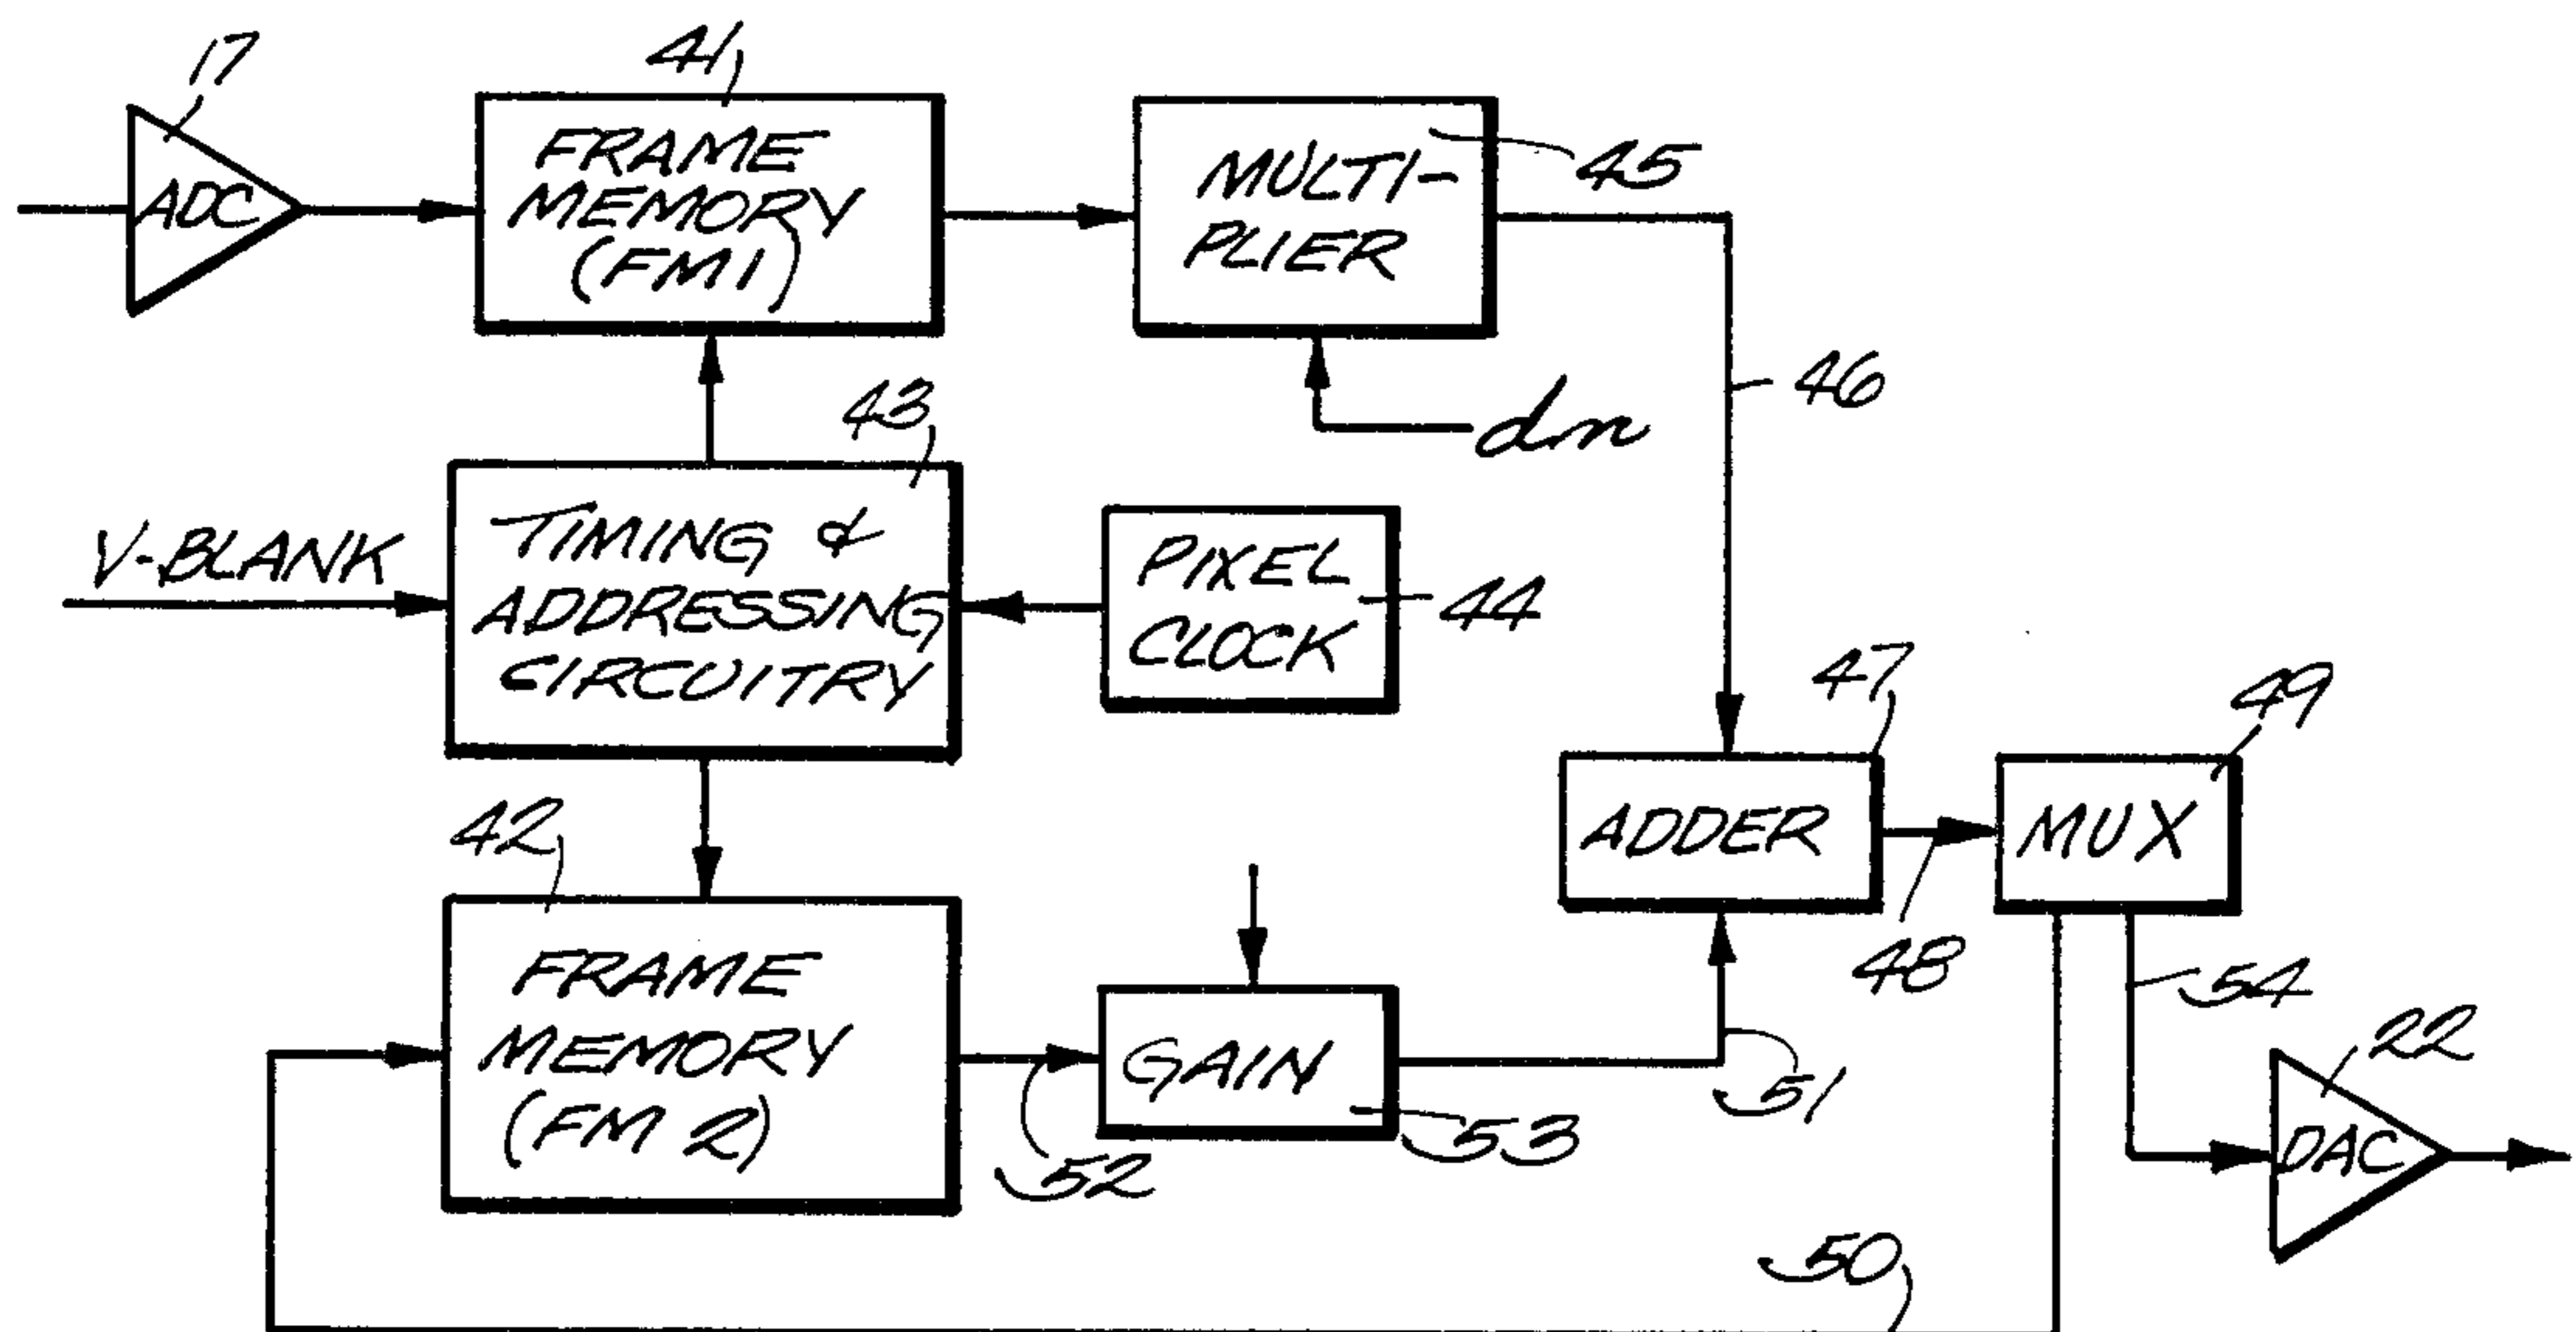 17
ADC
41
FRAME
MEMORY
(FM1)
MULTI-
PLIER
45
dn
46
43
V-BLANK
TIMING &
ADDRESSING
CIRCUITRY
PIXEL
CLOCK
44
47
ADDER
48
49
MUX
42
FRAME
MEMORY
(FM 2)
52
GAIN
53
51
54
22
DAC
50